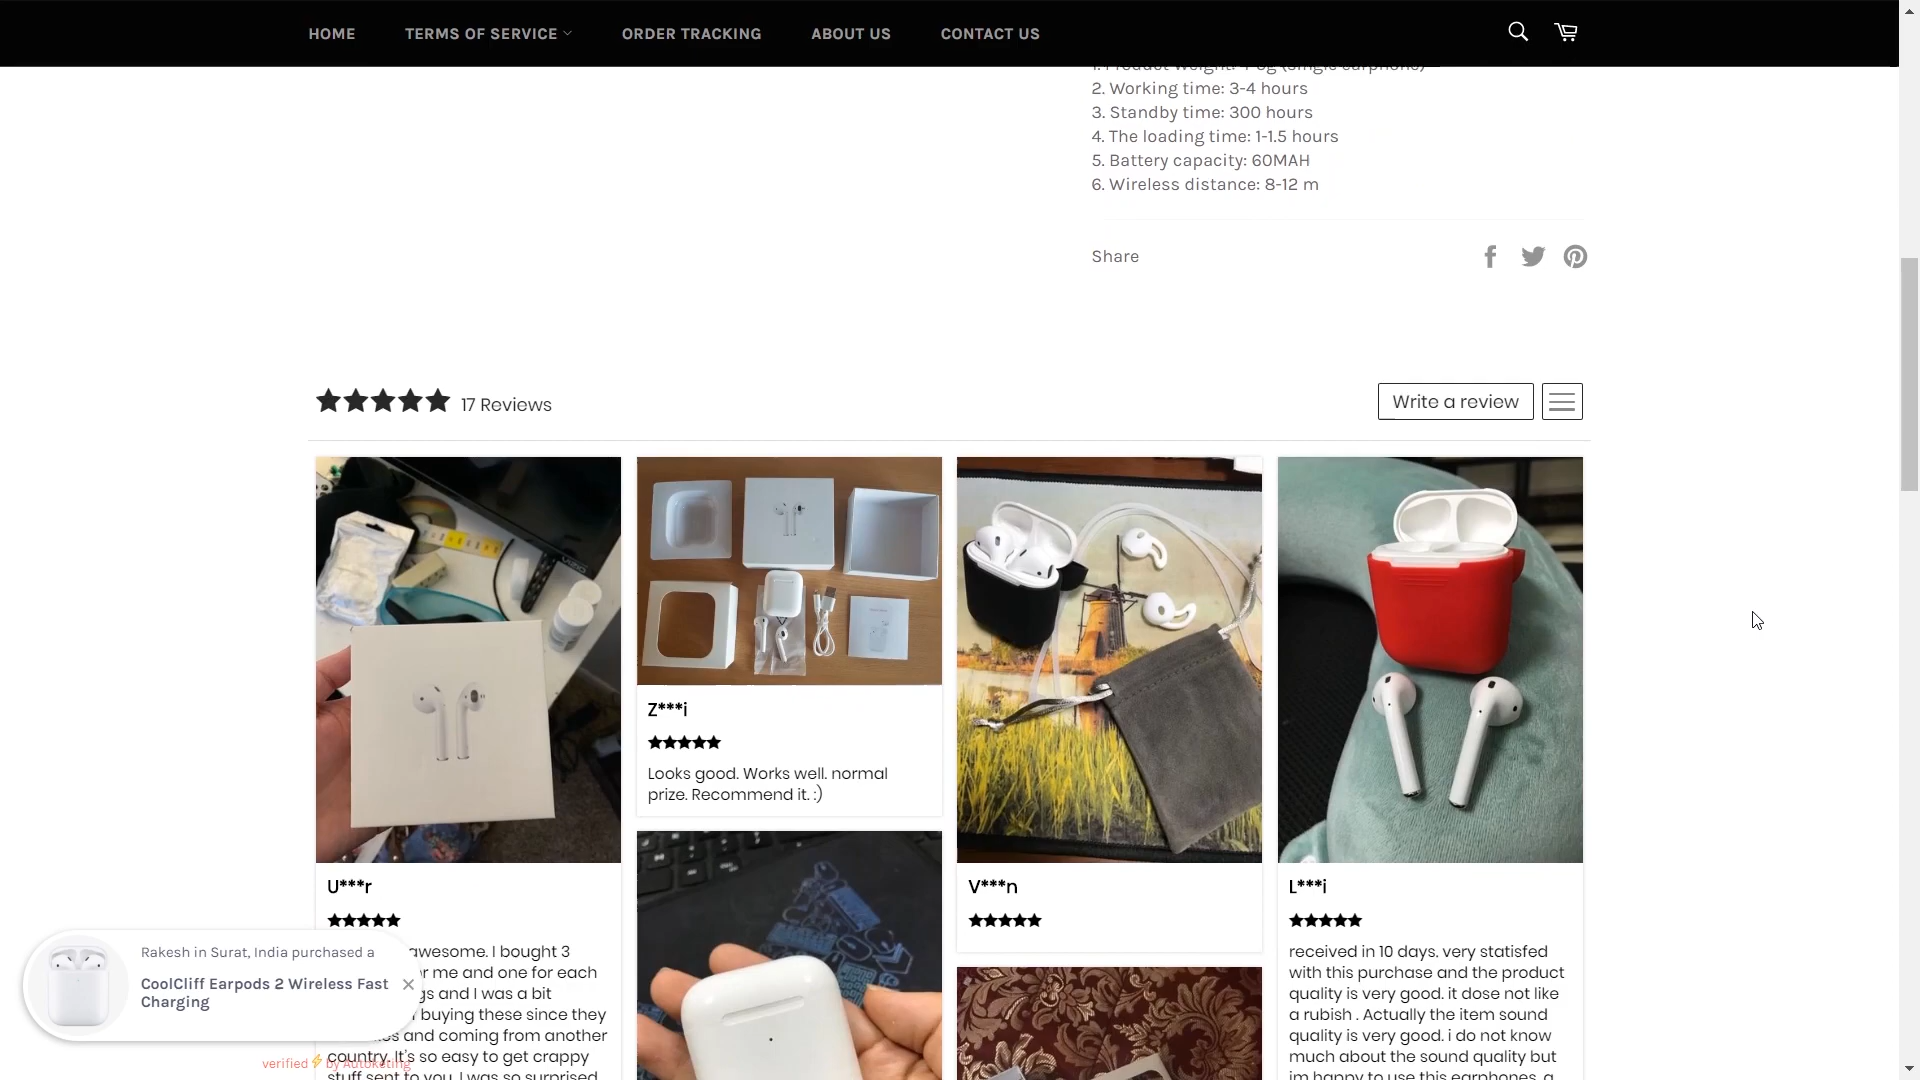 HOME
TERMS OF SERVICE
ORDER TRACKING
ABOUT US
CONTACT US
2. Working time: 3-4 hours
3. Standby time: 300 hours
4. The loading time: 1-1.5 hours
5. Battery capacity: 60MAH
6. Wireless distance: 8-12 m
Share
17 Reviews
Write a review
U***r
awesome. I bought 3
me and one for each
and I was a bit
buying these since they
and coming from another
country. It's so easy to get crappy
stuff sent to you. I was so surprised
Z***i
Looks good. Works well. normal
prize. Recommend it. :)
V***n
L***i
received in 10 days. very statisfed
with this purchase and the product
quality is very good. it dose not like
a rubish . Actually the item sound
quality is very good. i do not know
much about the sound quality but
im happy to use this earphones. a
Rakesh in Surat, India purchased a
CoolCliff Earpods 2 Wireless Fast
Charging
verified by Autoketing